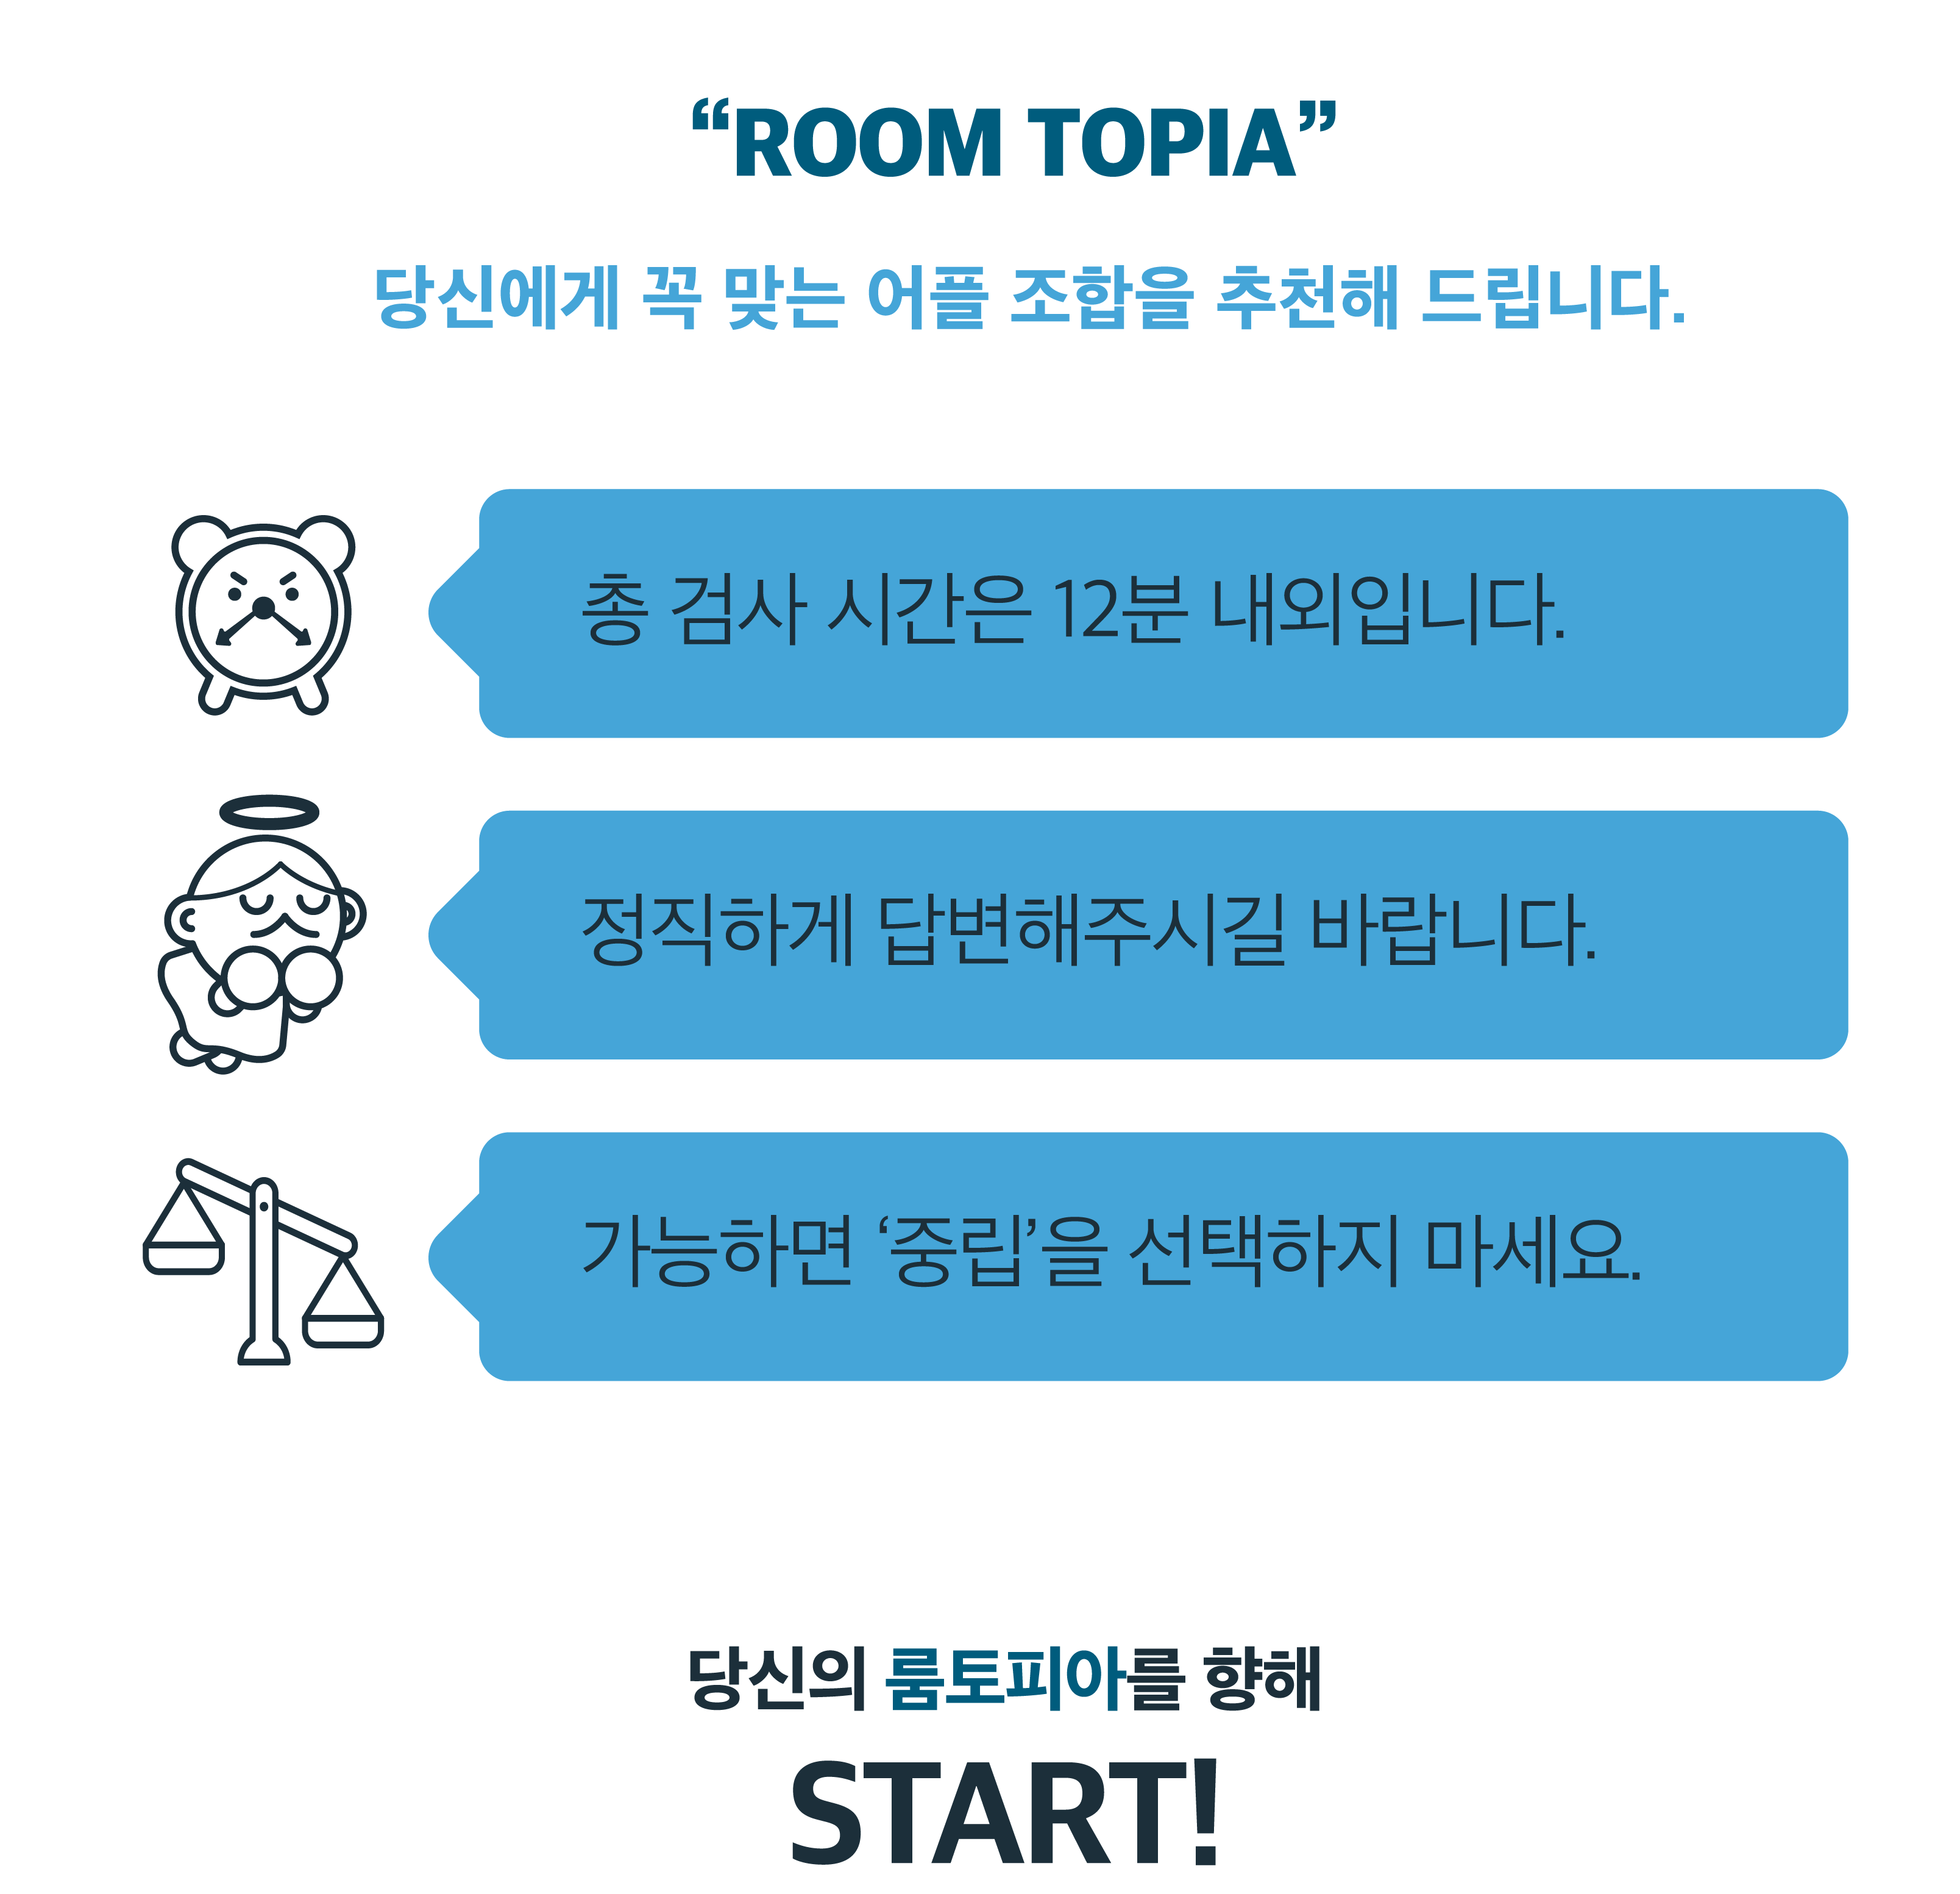 “ROOM TOPIA”
당신에게 꼭 맞는 어플 조합을 추천해 드립니다.
총 검사 시간은 12분 내외입니다.
정직하게 답변해주시길 바랍니다.
가능하면 ‘중립’을 선택하지 마세요.
당신의 룸토피아를 향해
START!